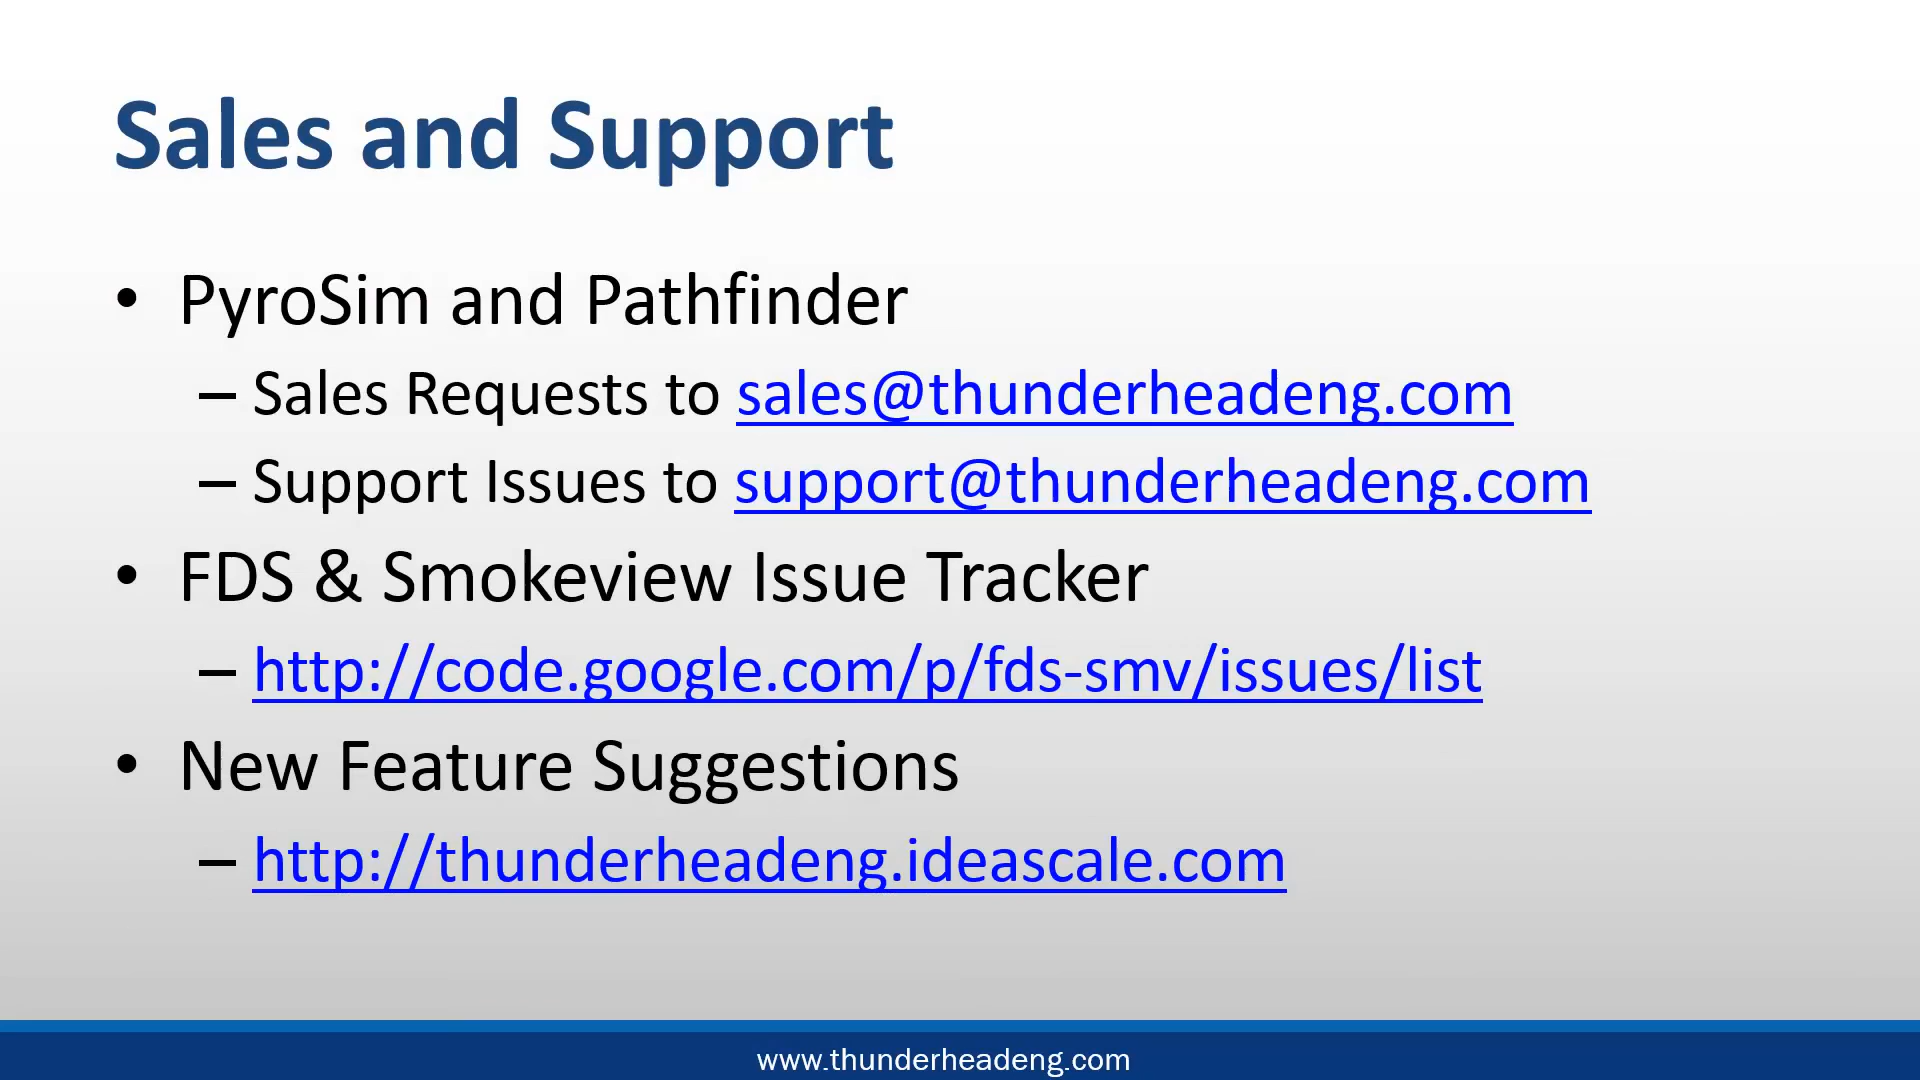 Sales and Support
• PyroSim and Pathfinder
– Sales Requests to sales@thunderheadeng.com
– Support Issues to support@thunderheadeng.com
• FDS & Smokeview Issue Tracker
– http://code.google.com/p/fds-smv/issues/list
• New Feature Suggestions
– http://thunderheadeng.ideascale.com
www.thunderheadeng.com